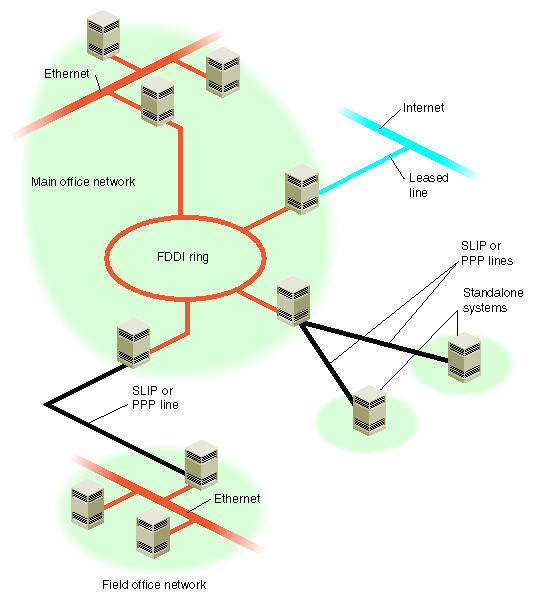 Ethernet
Internet
Main office network
Leased
line
FDDI ring
SLIP or
PPP lines
Standalone
systems
SLIP or
PPP line
Ethernet
Field office network